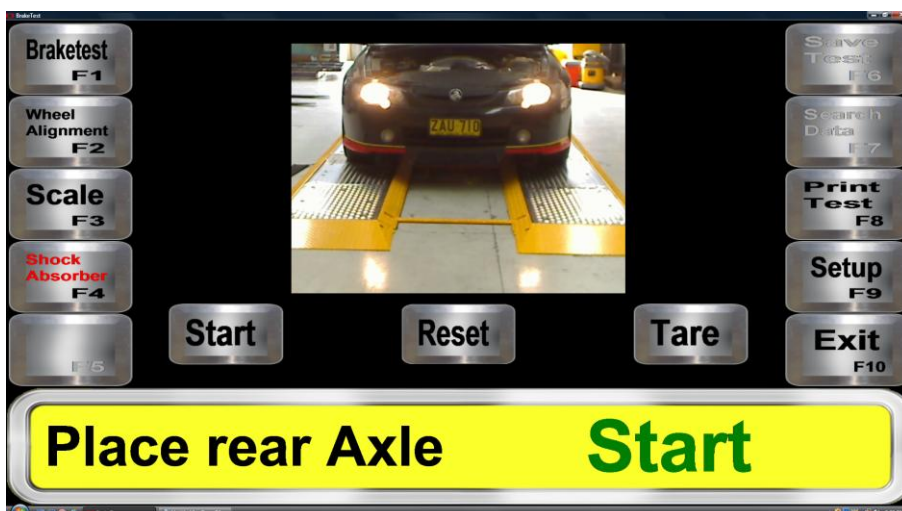 BrakeTest
Braketest
F1
Wheel
Alignment
F2
Scale
F3
Shock
Absorber
F4
F5
ZAU 710
Save
Test
F6
Search
Data
F7
Print
Test
F8
Setup
F9
Exit
F10
Start
Reset
Tare
Place rear Axle Start